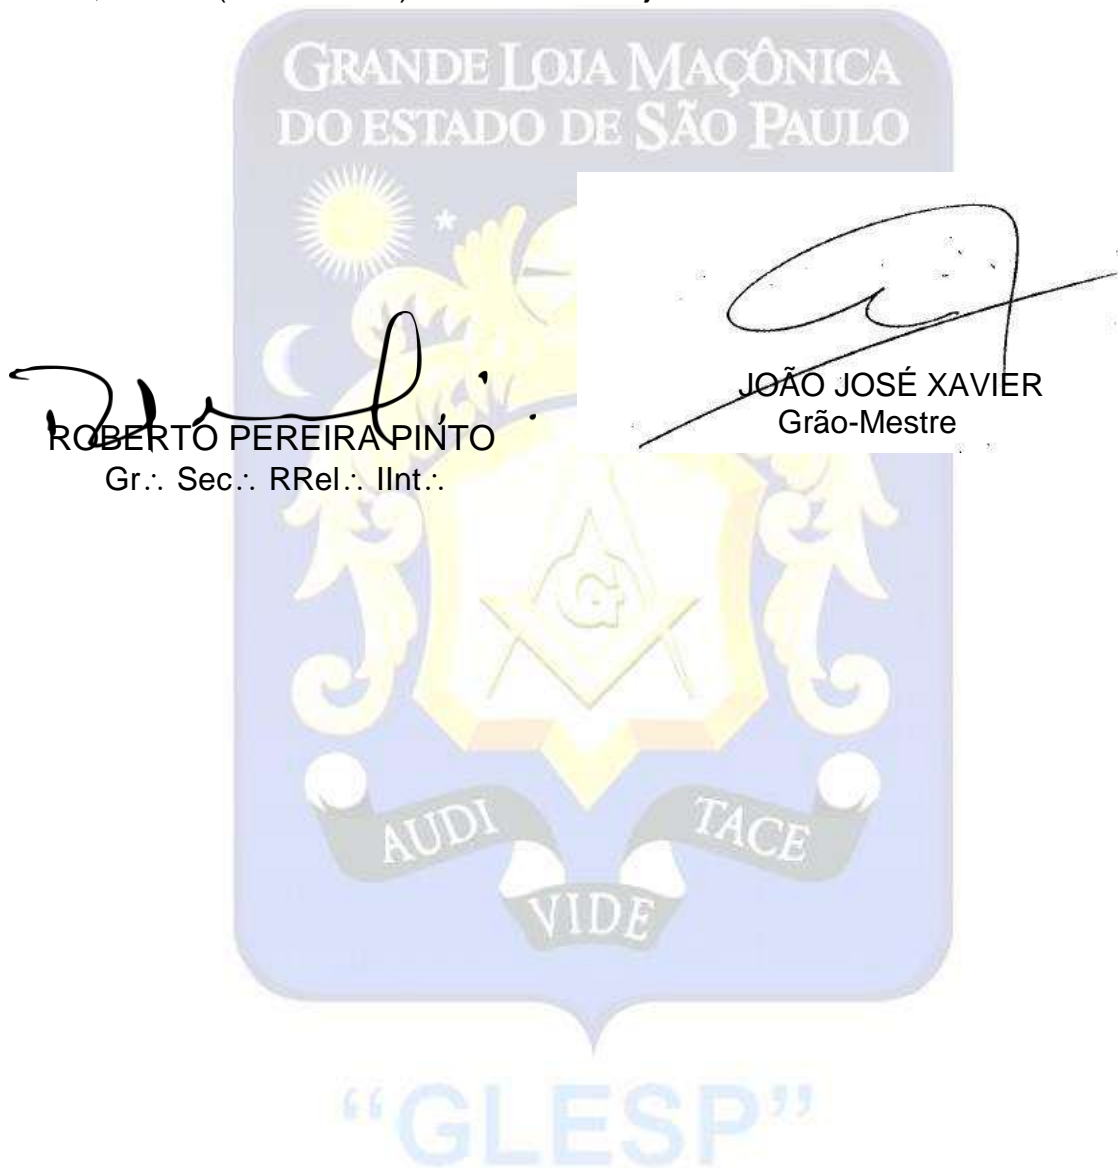 GRANDE LOJA MAÇÔNICA
DO ESTADO DE SÃO PAULO
JOÃO JOSÉ XAVIER
Grão-Mestre
ROBERTO PEREIRA PINTO
Gr∴ Sec∴ RRel∴ IInt∴
G
AUDI
VIDE
TACE
“GLESP”